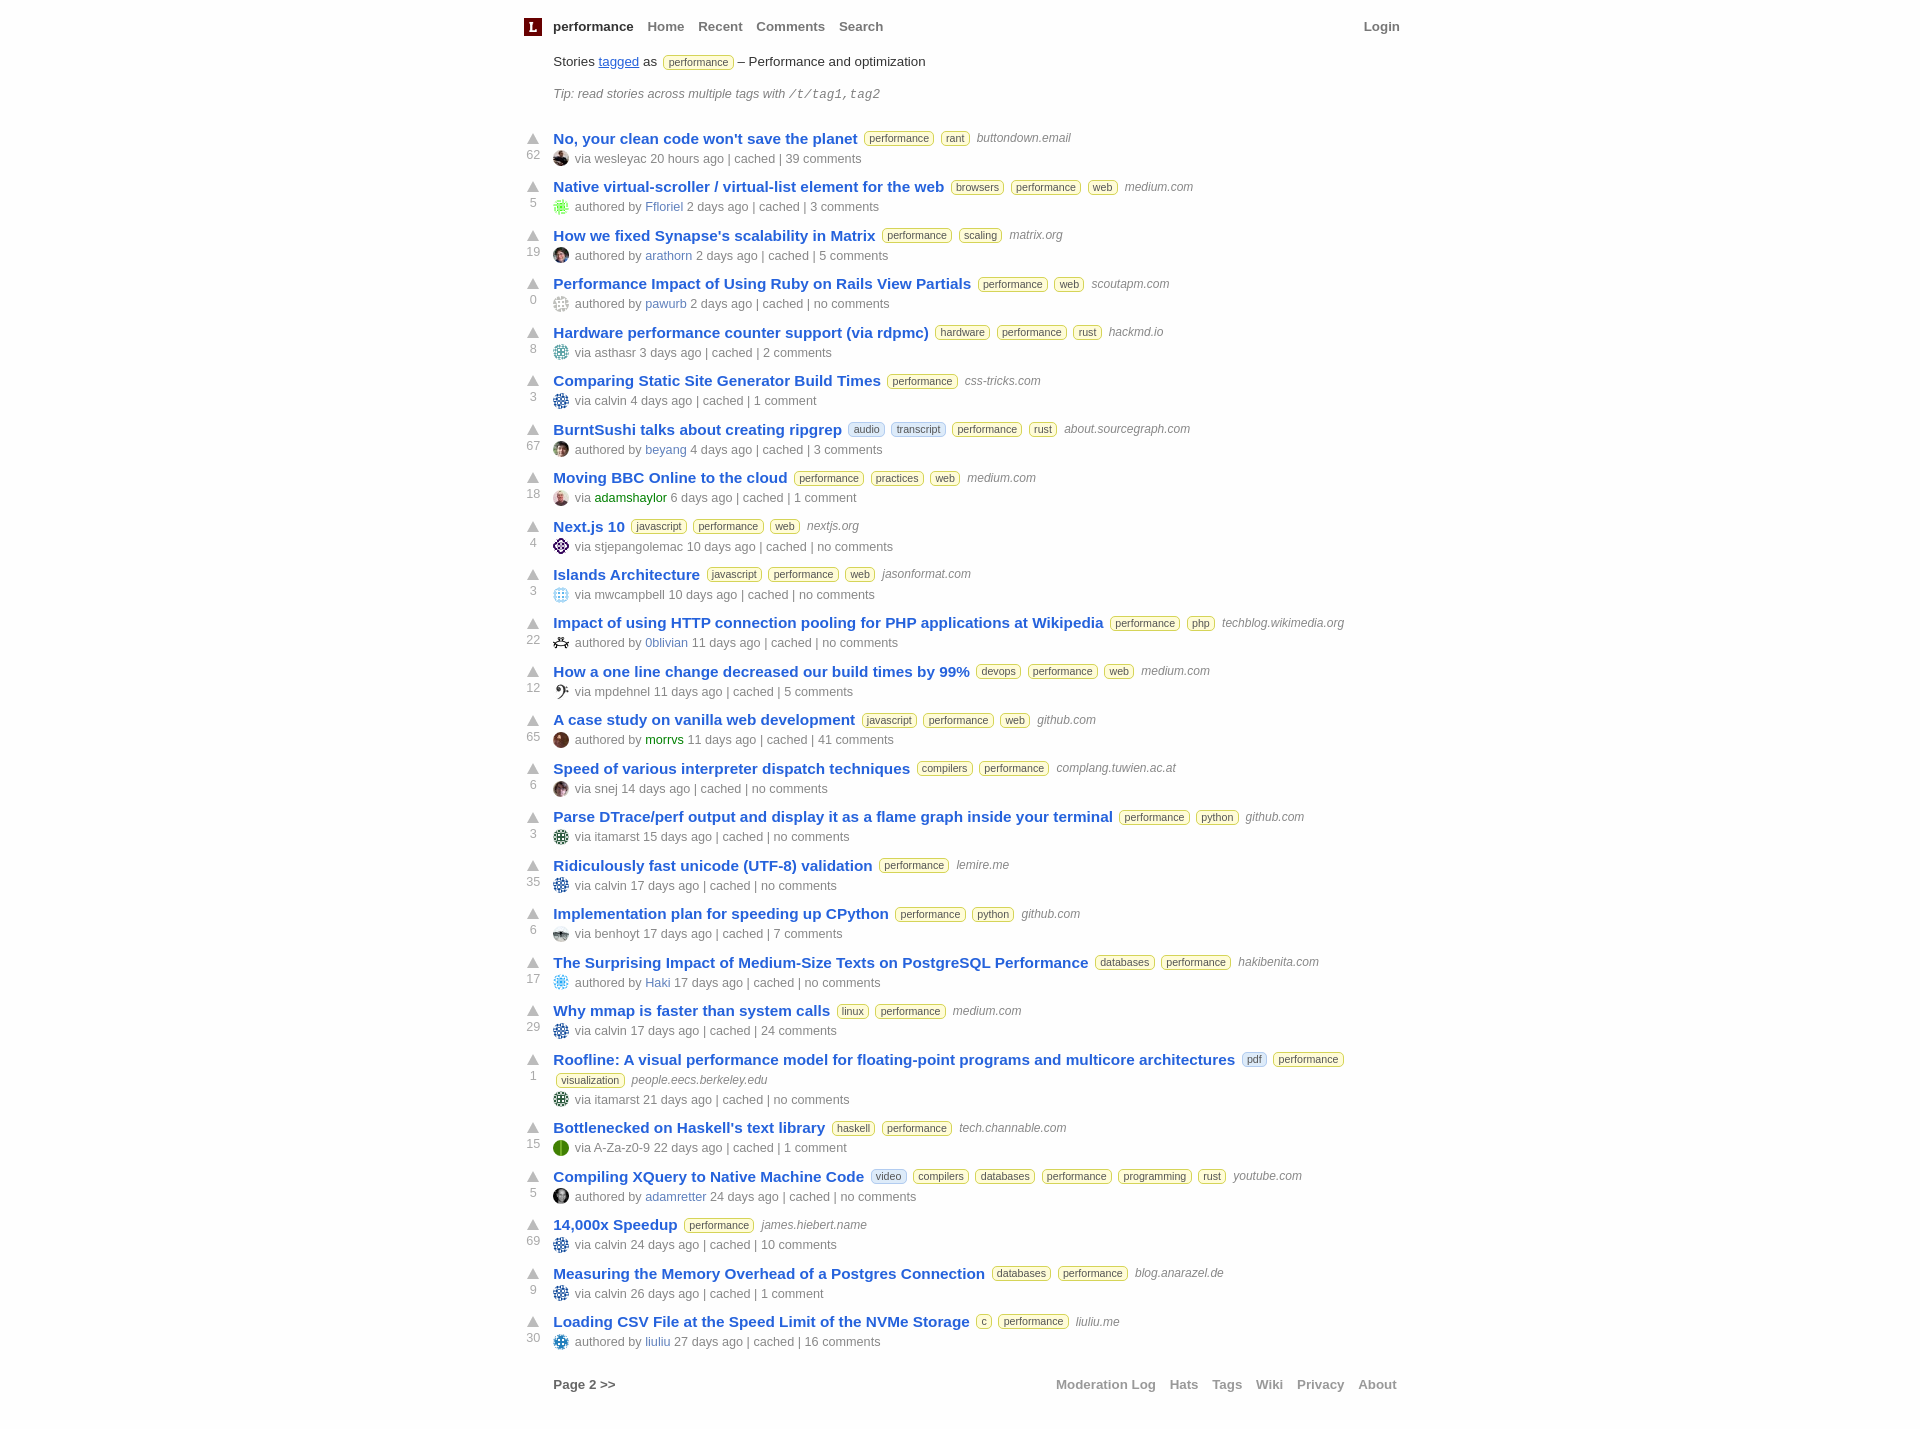 L performance Home Recent Comments Search Login
Stories tagged as performance – Performance and optimization
Tip: read stories across multiple tags with /t/tag1,tag2
No, your clean code won't save the planet performance rant buttondown.email
62 via wesleyac 20 hours ago | cached | 39 comments
Native virtual-scroller / virtual-list element for the web browsers performance web medium.com
5 authored by Ffloriel 2 days ago | cached | 3 comments
How we fixed Synapse's scalability in Matrix performance scaling matrix.org
19 authored by arathorn 2 days ago | cached | 5 comments
Performance Impact of Using Ruby on Rails View Partials performance web scoutapm.com
0 authored by pawurb 2 days ago | cached | no comments
Hardware performance counter support (via rdpmc) hardware performance rust hackmd.io
8 via asthasr 3 days ago | cached | 2 comments
Comparing Static Site Generator Build Times performance css-tricks.com
3 via calvin 4 days ago | cached | 1 comment
BurntSushi talks about creating ripgrep audio transcript performance rust about.sourcegraph.com
67 authored by beyang 4 days ago | cached | 3 comments
Moving BBC Online to the cloud performance practices web medium.com
18 via adamshaylor 6 days ago | cached | 1 comment
Next.js 10 javascript performance web nextjs.org
4 via stjepangolemac 10 days ago | cached | no comments
Islands Architecture javascript performance web jasonformat.com
3 via mwcampbell 10 days ago | cached | no comments
Impact of using HTTP connection pooling for PHP applications at Wikipedia performance php techblog.wikimedia.org
22 authored by 0blivian 11 days ago | cached | no comments
How a one line change decreased our build times by 99% devops performance web medium.com
12 via mpdehnel 11 days ago | cached | 5 comments
A case study on vanilla web development javascript performance web github.com
65 authored by morrvs 11 days ago | cached | 41 comments
Speed of various interpreter dispatch techniques compilers performance complang.tuwien.ac.at
6 via snej 14 days ago | cached | no comments
Parse DTrace/perf output and display it as a flame graph inside your terminal performance python github.com
3 via itamarst 15 days ago | cached | no comments
Ridiculously fast unicode (UTF-8) validation performance lemire.me
35 via calvin 17 days ago | cached | no comments
Implementation plan for speeding up CPython performance python github.com
6 via benhoyt 17 days ago | cached | 7 comments
The Surprising Impact of Medium-Size Texts on PostgreSQL Performance databases performance hakibenita.com
17 authored by Haki 17 days ago | cached | no comments
Why mmap is faster than system calls linux performance medium.com
29 via calvin 17 days ago | cached | 24 comments
Roofline: A visual performance model for floating-point programs and multicore architectures pdf performance
1 visualization people.eecs.berkeley.edu
via itamarst 21 days ago | cached | no comments
Bottlenecked on Haskell's text library haskell performance tech.channable.com
15 via A-Za-z0-9 22 days ago | cached | 1 comment
Compiling XQuery to Native Machine Code video compilers databases performance programming rust youtube.com
5 authored by adamretter 24 days ago | cached | no comments
14,000x Speedup performance james.hiebert.name
69 via calvin 24 days ago | cached | 10 comments
Measuring the Memory Overhead of a Postgres Connection databases performance blog.anarazel.de
9 via calvin 26 days ago | cached | 1 comment
Loading CSV File at the Speed Limit of the NVMe Storage c performance liuliu.me
30 authored by liuliu 27 days ago | cached | 16 comments
Page 2 >> Moderation Log Hats Tags Wiki Privacy About